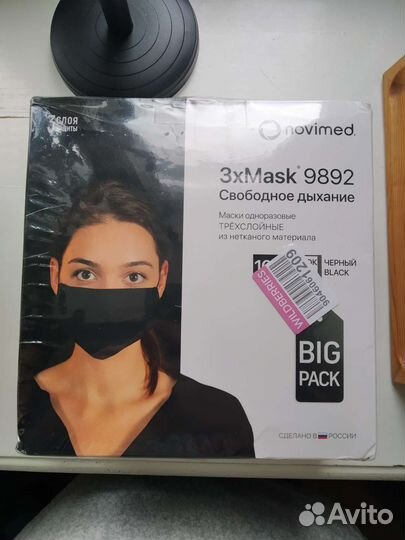 novimed.
3 слоя
3xMask® 9892
Свободное дыхание
Маски одноразовые
ТРЁХСЛОЙНЫЕ
из нетканого материала
ЧЕРНЫЙ
BLACK
WILDBERRIES
9046061209
BIG
PACK
СДЕЛАНО В РОССИИ
Avito